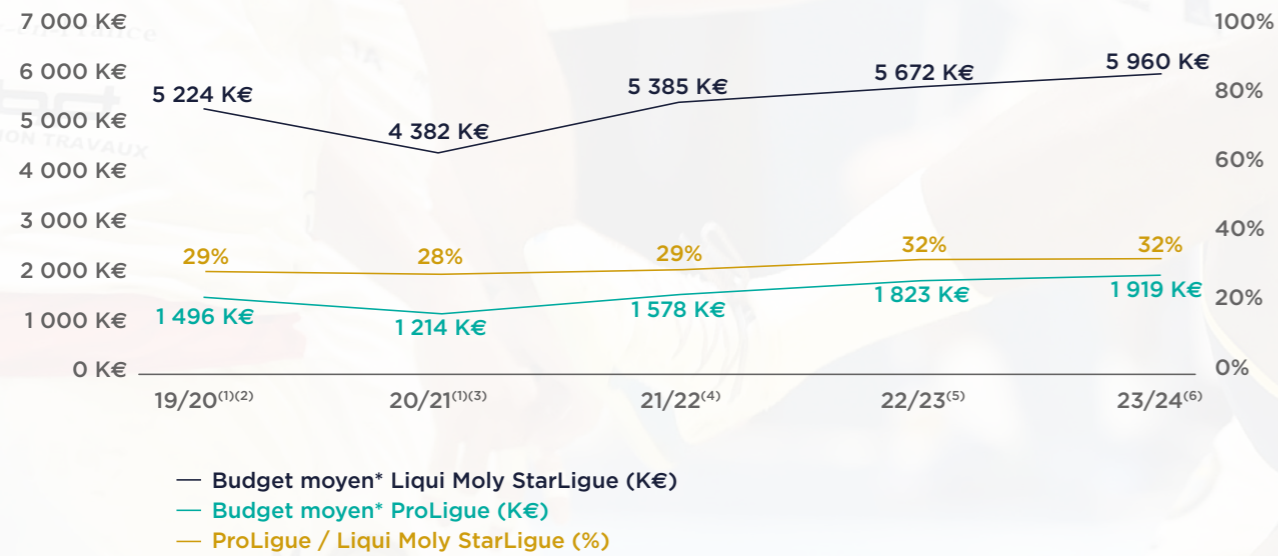 7 000 K€
6 000 K€
5 000 K€
4 000 K€
3 000 K€
2 000 K€
1 000 K€
0 K€
100%
80%
60%
40%
20%
0%
5 224 K€
4 382 K€
5 385 K€
5 672 K€
5 960 K€
29%
28%
29%
32%
32%
1 496 K€
1 214 K€
1 578 K€
1 823 K€
1 919 K€
19/20(1)(2)
20/21(1)(3)
21/22(4)
22/23(5)
23/24(6)
TRAVAUX
Budget moyen* Liqui Moly StarLigue (K€)
Budget moyen* ProLigue (K€)
ProLigue / Liqui Moly StarLigue (%)